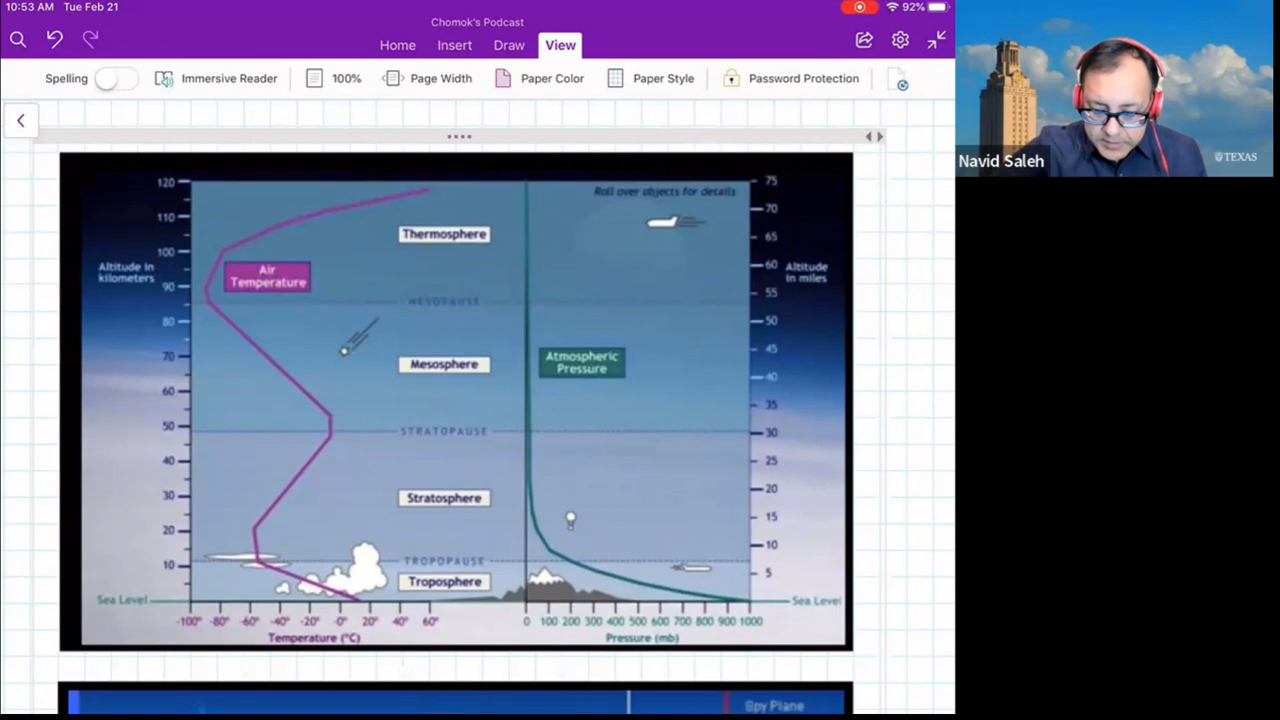 10:53 AM Tue Feb 21
92%
Chomok's Podcast
Home Insert Draw View
Spelling Immersive Reader 100% Page Width Paper Color Paper Style Password Protection
Navid Saleh
TEXAS
120 75
Roll over objects for details
110 70
Thermosphere
65
100
Altitude in kilometers
Air Temperature
60
Altitude in miles
90
55
MESOPAUSE
80 50
70 45
Mesosphere
Atmospheric Pressure
40
60
35
50
STRATOPAUSE
30
40 25
30
Stratosphere
20
20 15
10
TROPOPAUSE
10
5
Troposphere
Sea Level Sea Level
-100° -80° -60° -40° -20° -0° 20° 40° 60°
0 100 200 300 400 500 600 700 800 900 1000
Temperature (°C) Pressure (mb)
Spy Plane